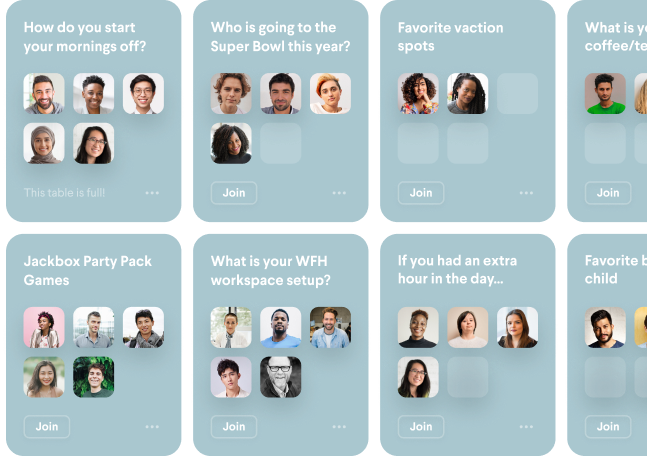 How do you start
your mornings off?
This table is full!
Who is going to the
Super Bowl this year?
Join
Favorite vaction
spots
Join
What is
Join
Jackbox Party Pack
Games
Join
What is your WFH
workspace setup?
Join
If you had an extra
hour in the day...
Join
Favorite
child
Join